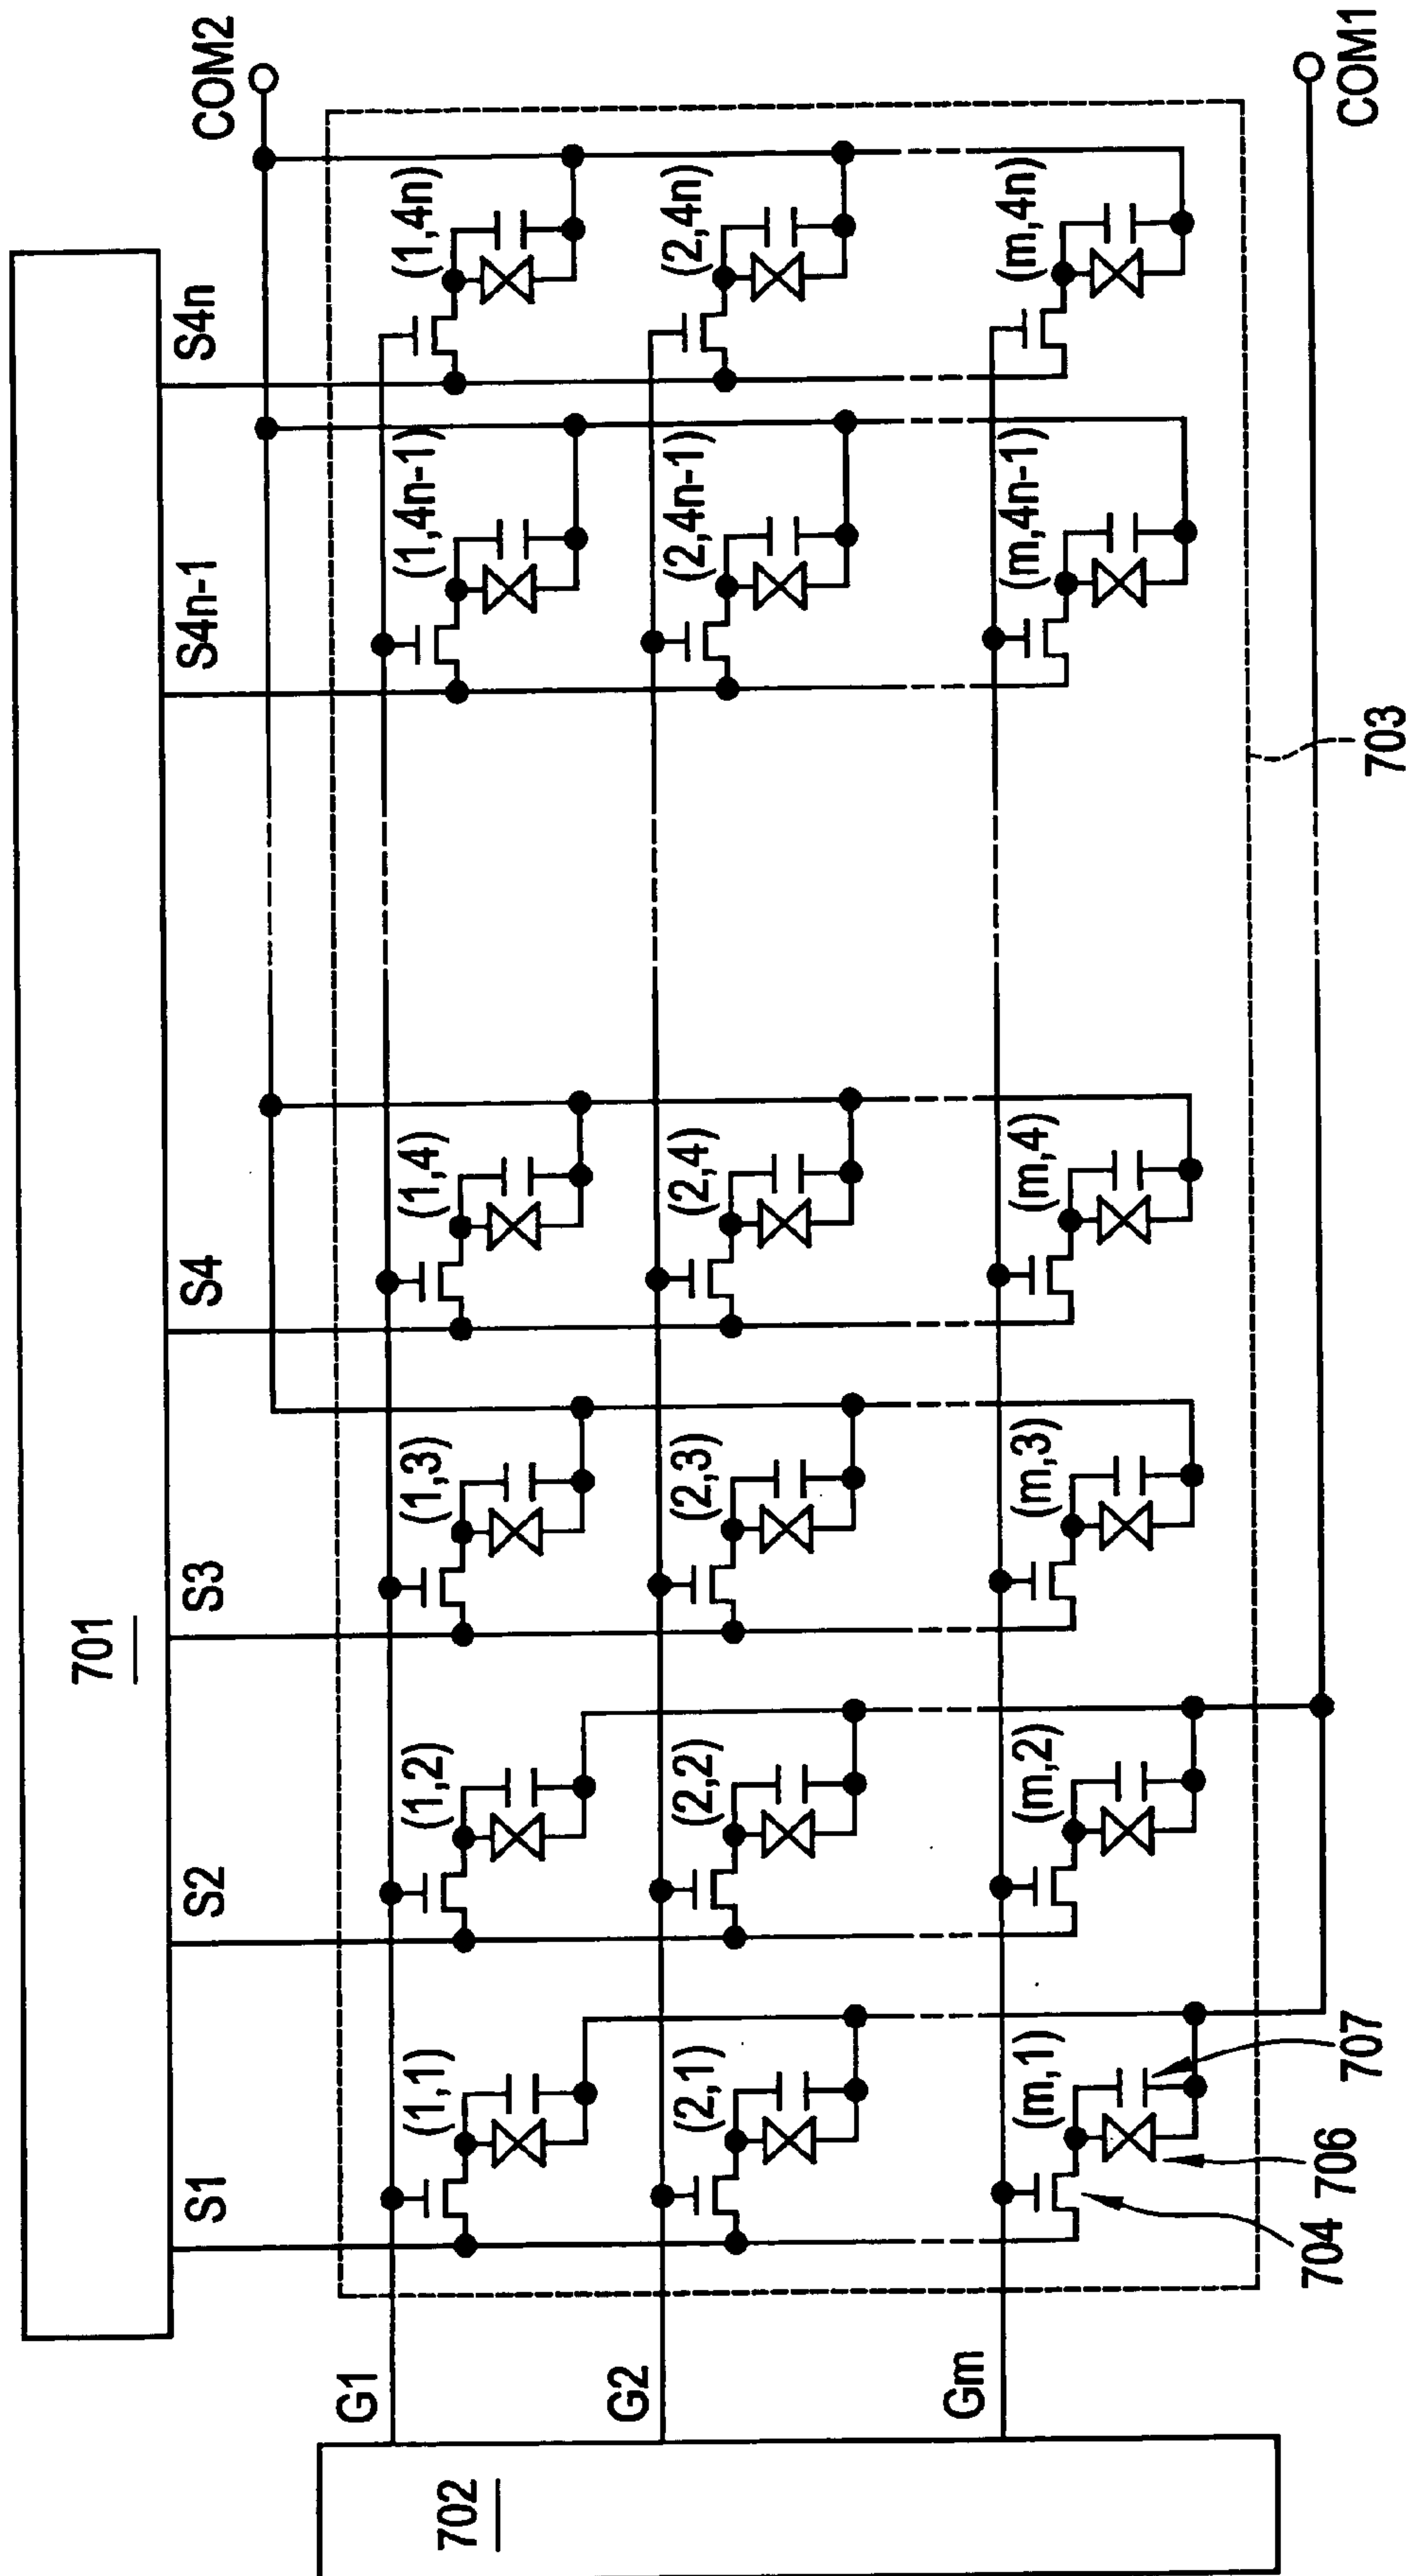 701
S1
S2
S3
S4
S4n-1
S4n
COM2
702
G1
(1,1)
(1,2)
(1,3)
(1,4)
(1,4n-1)
(1,4n)
G2
(2,1)
(2,2)
(2,3)
(2,4)
(2,4n-1)
(2,4n)
Gm
(m,1)
(m,2)
(m,3)
(m,4)
(m,4n-1)
(m,4n)
704
706
707
703
COM1